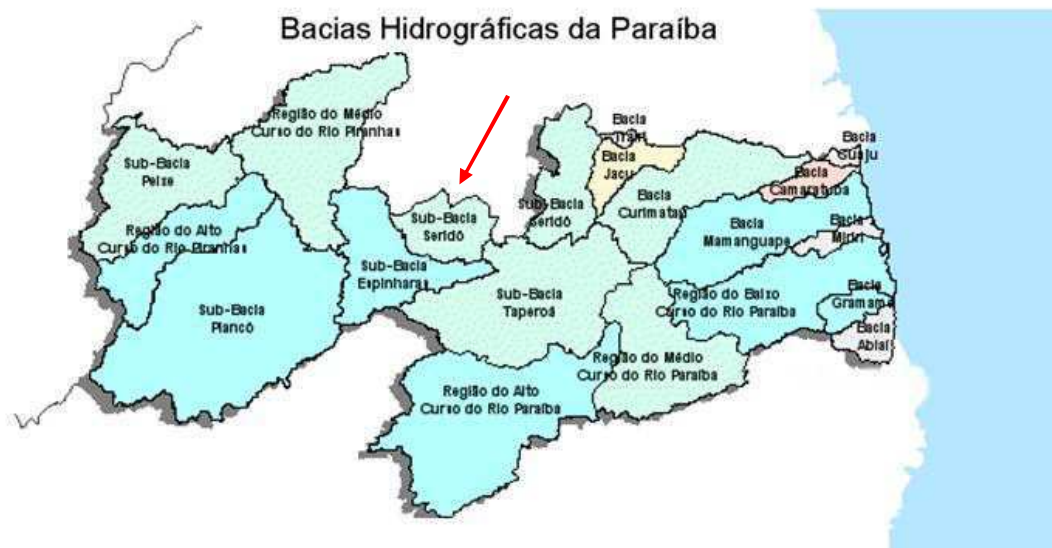 Bacias Hidrográficas da Paraíba
Região do Médio
Curso do Rio Piranhas
Sub-Bacia
Peixe
Região do Alto
Curso do Rio Piranhas
Sub-Bacia
Piancó
Sub-Bacia
Espinharas
Sub-Bacia
Seridó
Sub-Bacia
Seridó
Bacia
Bacia
Jacu
Bacia
Curimataú
Bacia
Guaju
Bacia
Camaratuba
Bacia
Mamanguape
Bacia
Miriri
Sub-Bacia
Taperoá
Região do Baixo
Curso do Rio Paraíba
Bacia
Gramame
Bacia
Abiaí
Região do Médio
Curso do Rio Paraíba
Região do Alto
Curso do Rio Paraíba